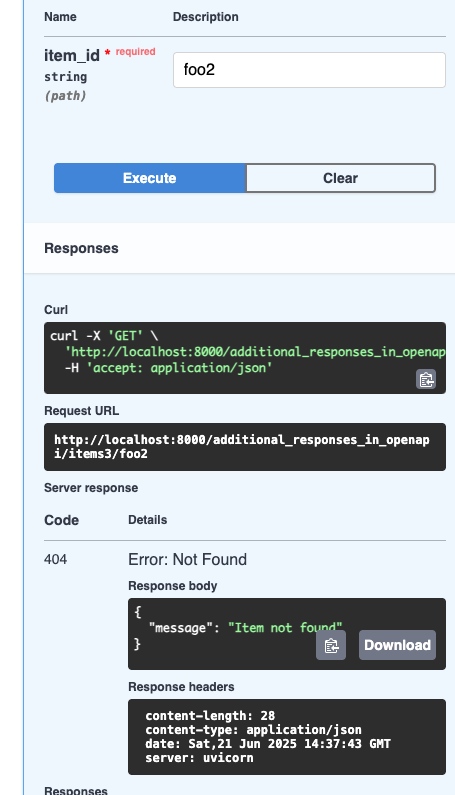 Name Description
item_id * required
string
(path)
foo2
Execute Clear
Responses
Curl
curl -X 'GET' \
'http://localhost:8000/additional_responses_in_openap
-H 'accept: application/json'
Request URL
http://localhost:8000/additional_responses_in_openap
i/items3/foo2
Server response
Code Details
404 Error: Not Found
Response body
{
"message": "Item not found"
}
Download
Response headers
content-length: 28
content-type: application/json
date: Sat,21 Jun 2025 14:37:43 GMT
server: uvicorn
Responses